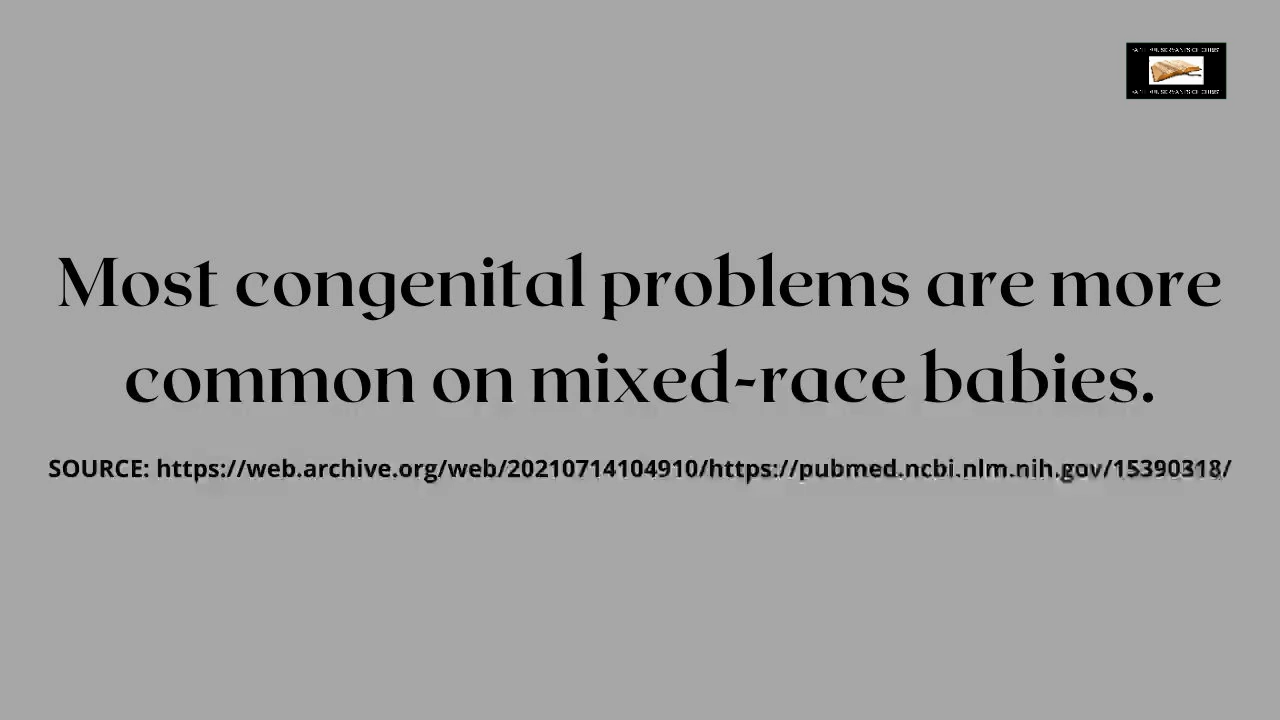 Most congenital problems are more
common on mixed-race babies.
SOURCE: https://web.archive.org/web/20210714104910/https://pubmed.ncbi.nlm.nih.gov/15390318/